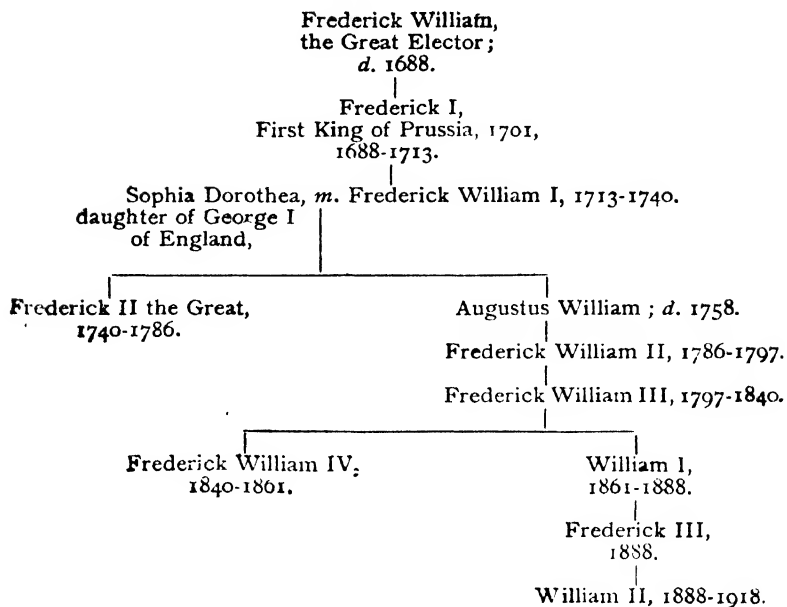 Frederick William,
the Great Elector;
d. 1688.
Frederick I,
First King of Prussia, 1701,
1688-1713.
Sophia Dorothea, m. Frederick William I, 1713-1740.
daughter of George I
of England,
Frederick II the Great,
1740-1786.
Augustus William; d. 1758.
Frederick William II, 1786-1797.
Frederick William III, 1797-1840.
Frederick William IV,
1840-1861.
William I,
1861-1888.
Frederick III,
1888.
William II, 1888-1918.